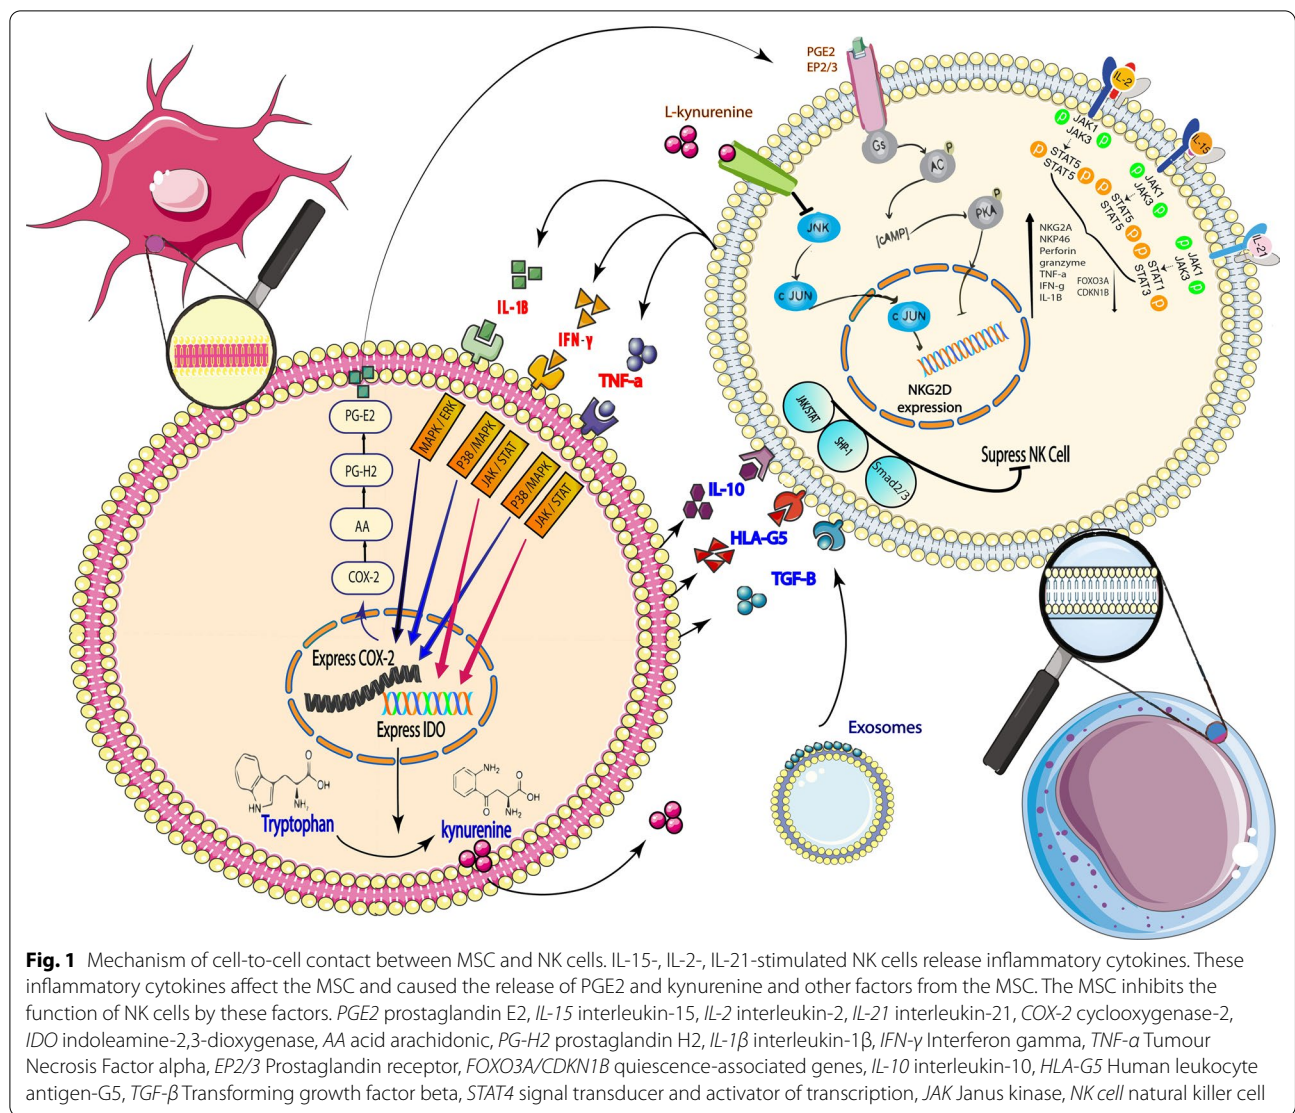 PGE2
EP2/3
L-kynurenine
Gs
AC
P
[cAMP]
PKA
P
JNK
c JUN
c JUN
NKG2D
expression
IL-2
JAK1
JAK3
p
p
STAT5
STAT5
p
p
IL-15
JAK1
JAK3
p
p
STAT5
STAT5
p
p
IL-21
JAK1
JAK3
p
p
STAT1
STAT3
p
p
NKG2A
NKP46
Perforin
granzyme
TNF-a
IFN-g
IL-1B
FOXO3A
CDKN1B
JAK/STAT
SHP-1
Smad2/3
Supress NK Cell
IL-1B
IFN-γ
TNF-a
PG-E2
PG-H2
AA
COX-2
MAPK / ERK
P38 /MAPK
JAK / STAT
P38 /MAPK
JAK / STAT
IL-10
HLA-G5
TGF-B
Express COX-2
Express IDO
Exosomes
O
OH
NH₂
HN
Tryptophan
NH₂
O
OH
O
NH₂
kynurenine
Fig. 1 Mechanism of cell-to-cell contact between MSC and NK cells. IL-15-, IL-2-, IL-21-stimulated NK cells release inflammatory cytokines. These
inflammatory cytokines affect the MSC and caused the release of PGE2 and kynurenine and other factors from the MSC. The MSC inhibits the
function of NK cells by these factors. PGE2 prostaglandin E2, IL-15 interleukin-15, IL-2 interleukin-2, IL-21 interleukin-21, COX-2 cyclooxygenase-2,
IDO indoleamine-2,3-dioxygenase, AA acid arachidonic, PG-H2 prostaglandin H2, IL-1β interleukin-1β, IFN-γ Interferon gamma, TNF-α Tumour
Necrosis Factor alpha, EP2/3 Prostaglandin receptor, FOXO3A/CDKN1B quiescence-associated genes, IL-10 interleukin-10, HLA-G5 Human leukocyte
antigen-G5, TGF-β Transforming growth factor beta, STAT4 signal transducer and activator of transcription, JAK Janus kinase, NK cell natural killer cell